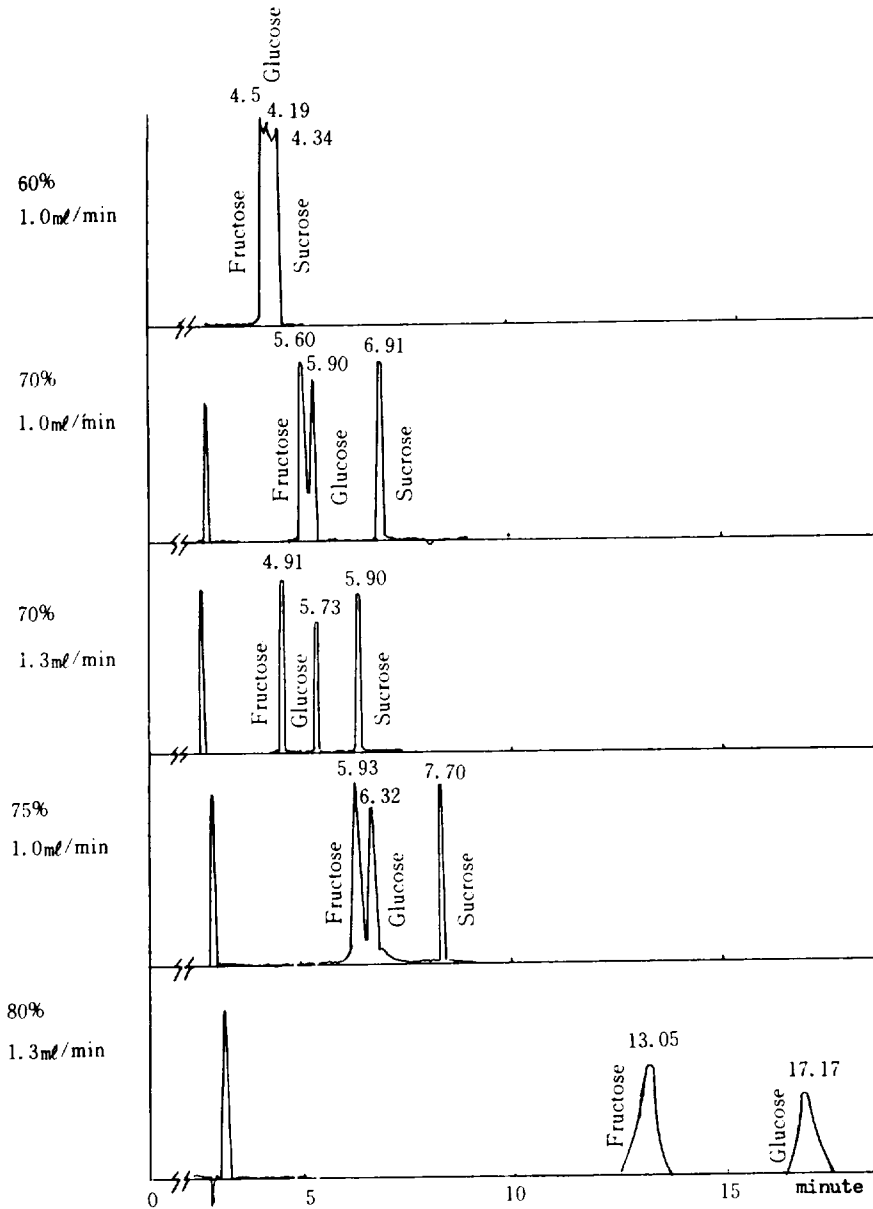 Glucose
4.5
4.19
4.34
60%
1.0mℓ/min
Fructose
Sucrose
5.60
5.90
6.91
70%
1.0mℓ/min
Fructose
Glucose
Sucrose
4.91
5.73
5.90
70%
1.3mℓ/min
Fructose
Glucose
Sucrose
5.93
6.32
7.70
75%
1.0mℓ/min
Fructose
Glucose
Sucrose
80%
1.3mℓ/min
13.05
17.17
Fructose
Glucose
0 5 10 15 minute